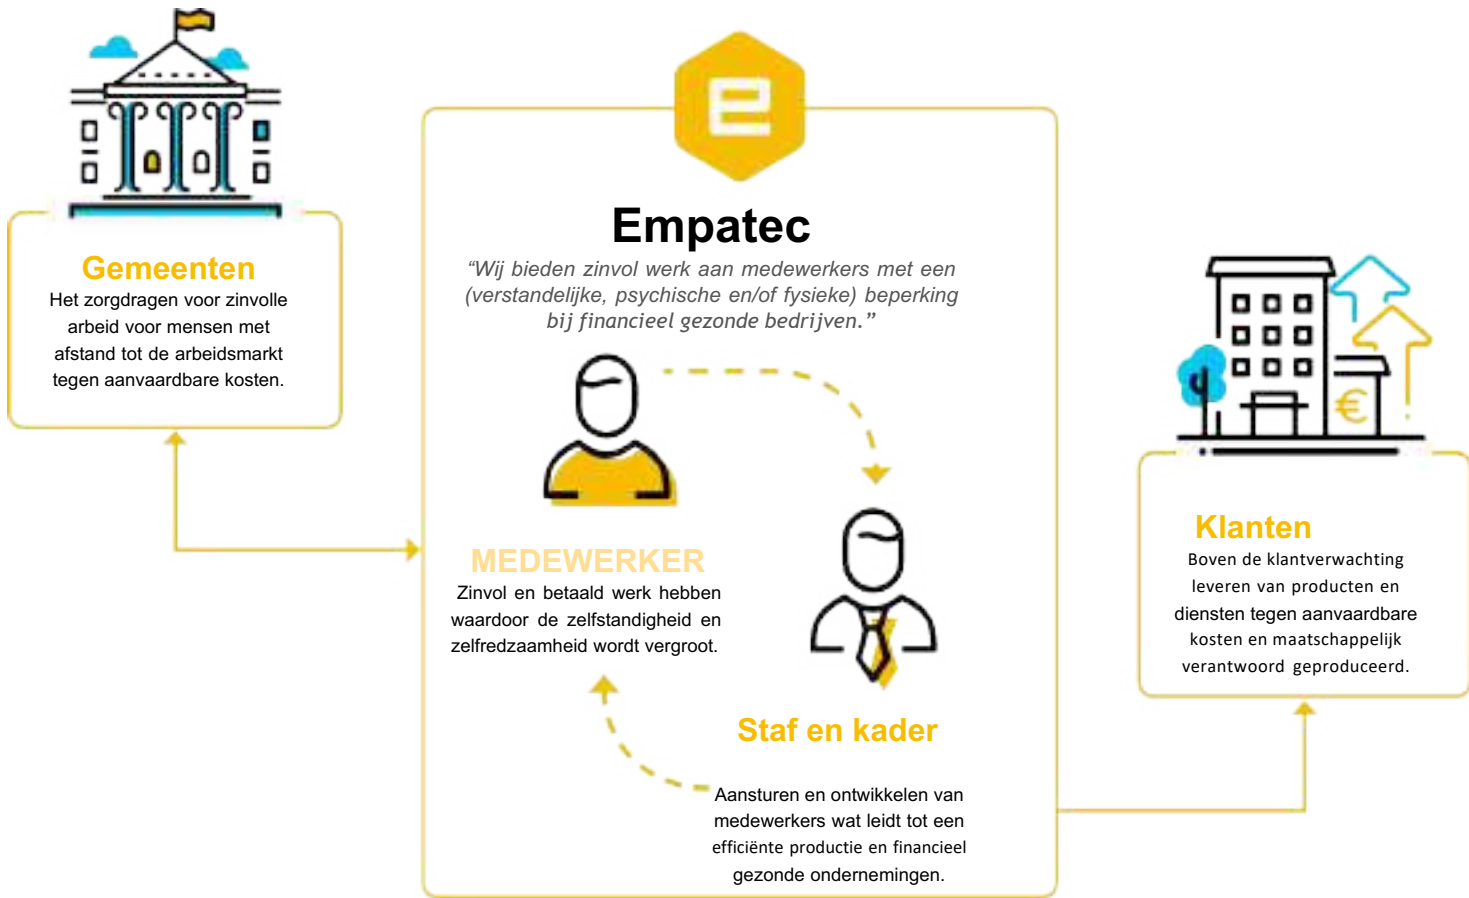 e
Empatec
“Wij bieden zinvol werk aan medewerkers met een
(verstandelijke, psychische en/of fysieke) beperking
bij financieel gezonde bedrijven.”
Gemeenten
Het zorgdragen voor zinvolle
arbeid voor mensen met
afstand tot de arbeidsmarkt
tegen aanvaardbare kosten.
MEDEWERKER
Zinvol en betaald werk hebben
waardoor de zelfstandigheid en
zelfredzaamheid wordt vergroot.
Staf en kader
Aansturen en ontwikkelen van
medewerkers wat leidt tot een
efficiënte productie en financieel
gezonde ondernemingen.
€
Klanten
Boven de klantverwachting
leveren van producten en
diensten tegen aanvaardbare
kosten en maatschappelijk
verantwoord geproduceerd.